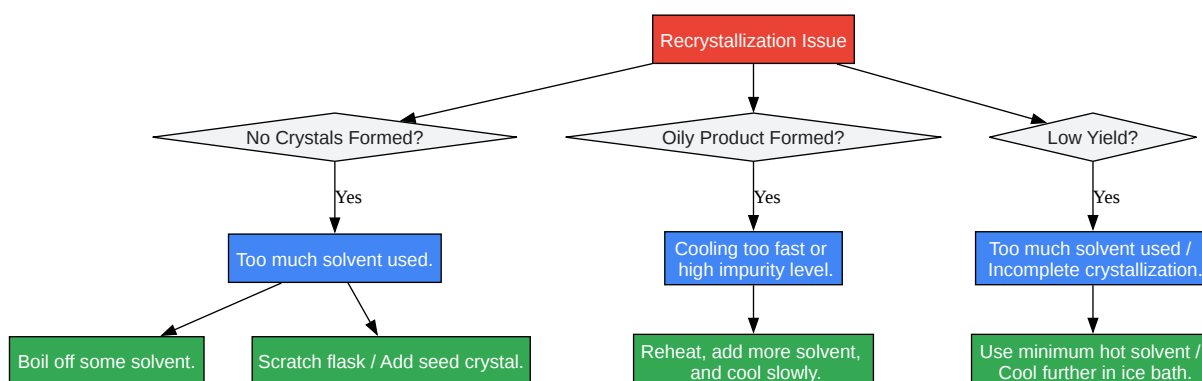 Recrystallization Issue
No Crystals Formed?
Oily Product Formed?
Low Yield?
Yes
Yes
Yes
Too much solvent used.
Cooling too fast or
high impurity level.
Too much solvent used /
Incomplete crystallization.
Boil off some solvent.
Scratch flask / Add seed crystal.
Reheat, add more solvent,
and cool slowly.
Use minimum hot solvent /
Cool further in ice bath.